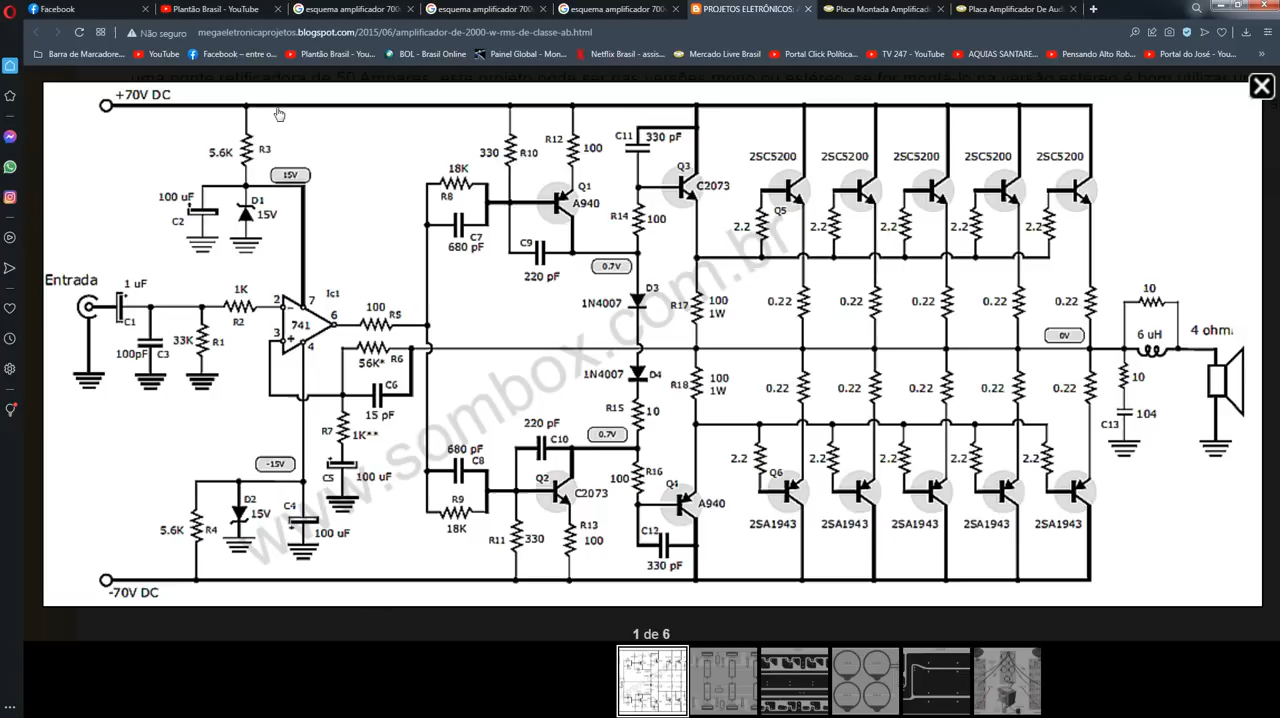 Facebook
Plantão Brasil - YouTube
esquema amplificador 700
esquema amplificador 700
esquema amplificador 700
PROJETOS ELETRÔNICOS: A
Placa Montada Amplificado
Placa Amplificador De Aud
Não seguro
megaeletronicaprojetos.blogspot.com/2015/06/amplificador-de-2000-w-rms-de-classe-ab.html
Barra de Marcadore...
YouTube
Facebook – entre o...
Plantão Brasil - You...
BOL - Brasil Online
Painel Global - Mon...
Netflix Brasil - assis...
Mercado Livre Brasil
Portal Click Política...
TV 247 - YouTube
AQUIAS SANTARE...
Pensando Alto Rob...
Portal do José - You...
+70V DC
5.6K
R3
15V
100 uF
C2
D1
15V
Entrada
1 uF
C1
100pF
C3
33K
R1
1K
R2
2
3
7
6
4
741
Ic1
100
R5
56K*
R6
C6
15 pF
R7
1K**
C5
100 uF
-15V
D2
15V
C4
100 uF
5.6K
R4
-70V DC
18K
R8
C7
680 pF
330
R10
R12
100
Q1
A940
C9
220 pF
0.7V
C11
330 pF
Q3
C2073
R14
100
D3
1N4007
R17
100
1W
1N4007
D4
R18
100
1W
R15
10
220 pF
C10
0.7V
680 pF
C8
R9
18K
Q2
C2073
R11
330
R13
100
R16
100
Q4
A940
C12
330 pF
2SC5200
2SC5200
2SC5200
2SC5200
2SC5200
Q5
2.2
2.2
2.2
2.2
2.2
0.22
0.22
0.22
0.22
0.22
0V
0.22
0.22
0.22
0.22
0.22
2.2
2.2
2.2
2.2
2.2
Q6
2SA1943
2SA1943
2SA1943
2SA1943
2SA1943
10
6 uH
4 ohm
10
104
C13
www.sombox.com.br
1 de 6